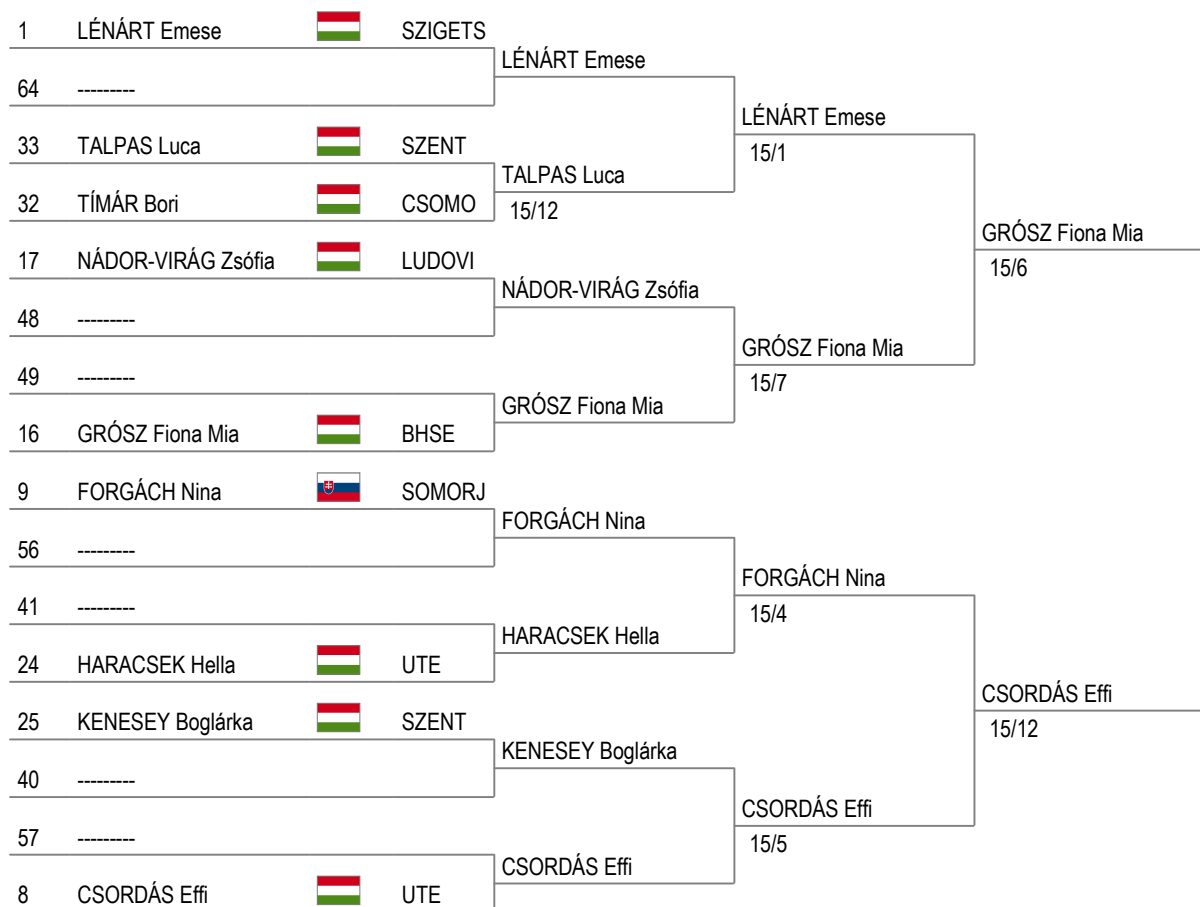 1 LÉNÁRT Emese SZIGETS
LÉNÁRT Emese
64 ---------
LÉNÁRT Emese
15/1
33 TALPAS Luca SZENT
TALPAS Luca
15/12
32 TÍMÁR Bori CSOMO
GRÓSZ Fiona Mia
15/6
17 NÁDOR-VIRÁG Zsófia LUDOVI
NÁDOR-VIRÁG Zsófia
48 ---------
GRÓSZ Fiona Mia
15/7
49 ---------
GRÓSZ Fiona Mia
16 GRÓSZ Fiona Mia BHSE
9 FORGÁCH Nina SOMORJ
FORGÁCH Nina
56 ---------
FORGÁCH Nina
15/4
41 ---------
HARACSEK Hella
24 HARACSEK Hella UTE
CSORDÁS Effi
15/12
25 KENESEY Boglárka SZENT
KENESEY Boglárka
40 ---------
CSORDÁS Effi
15/5
57 ---------
CSORDÁS Effi
8 CSORDÁS Effi UTE